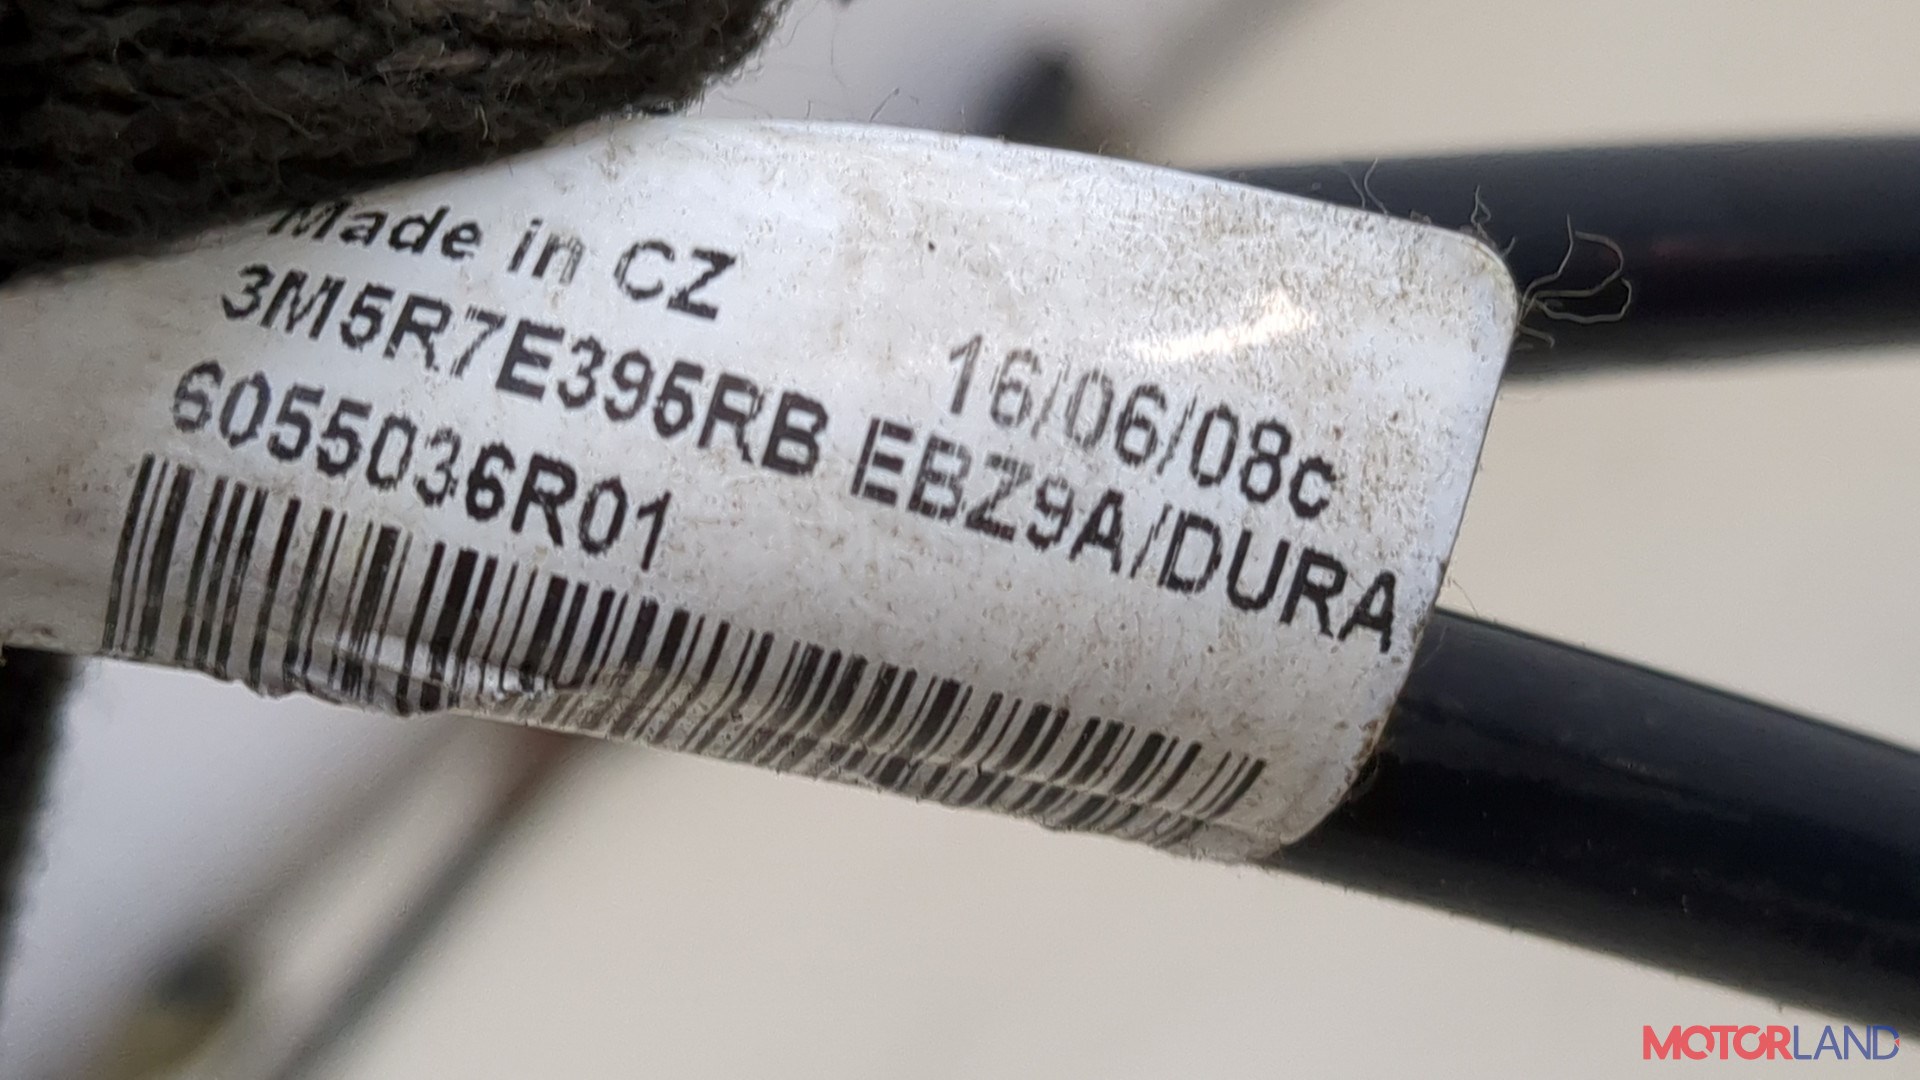 Made in CZ
16/06/08c
3M5R7E395RB EBZ9A/DURA
6055036R01
MOTORLAND